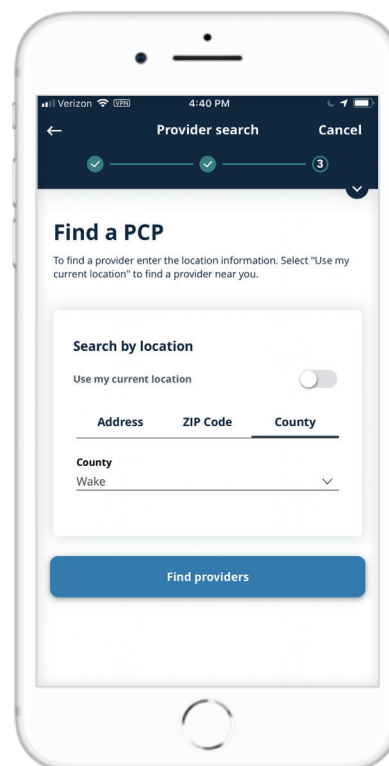 Verizon VPN 4:40 PM
Provider search Cancel
3
Find a PCP
To find a provider enter the location information. Select "Use my
current location" to find a provider near you.
Search by location
Use my current location
Address ZIP Code County
County
Wake
Find providers